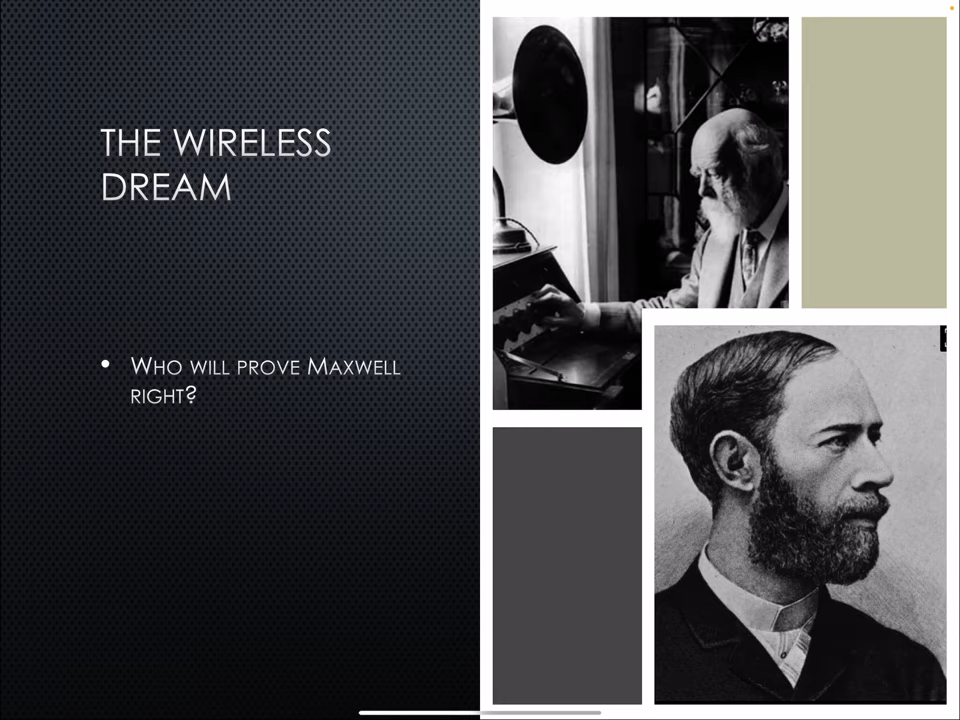 THE WIRELESS
DREAM
• WHO WILL PROVE MAXWELL
RIGHT?